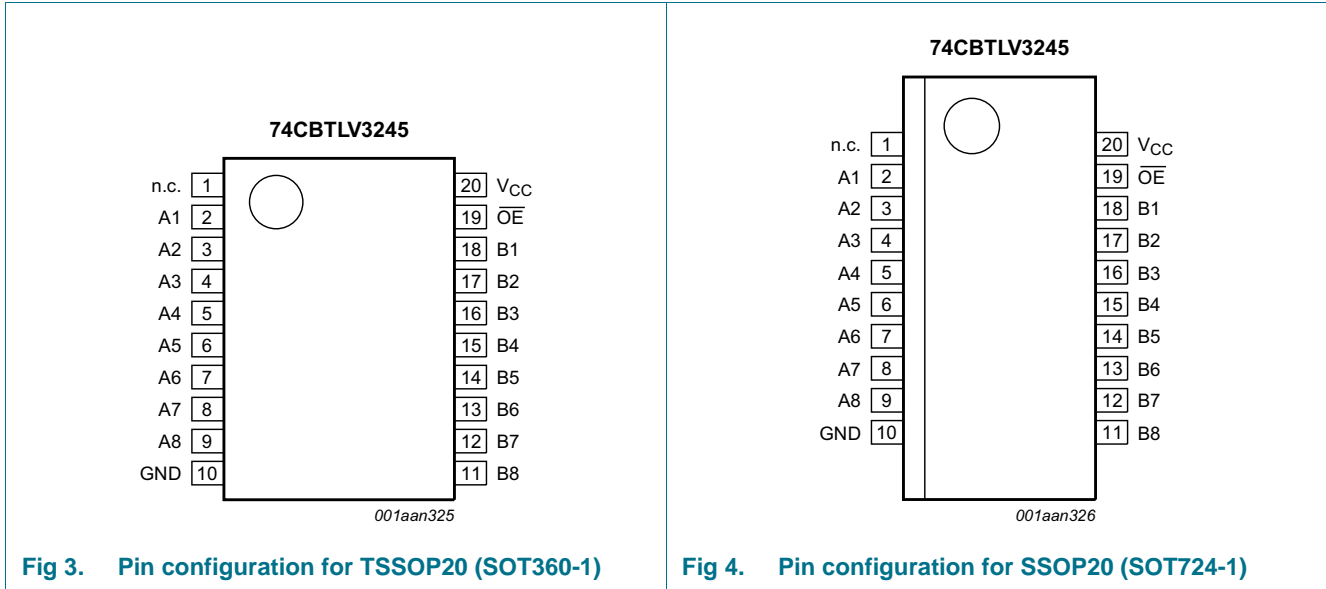 74CBTLV3245
n.c. 1 20 VCC
A1 2 19 OE
A2 3 18 B1
A3 4 17 B2
A4 5 16 B3
A5 6 15 B4
A6 7 14 B5
A7 8 13 B6
A8 9 12 B7
GND 10 11 B8
001aan325
Fig 3. Pin configuration for TSSOP20 (SOT360-1)
74CBTLV3245
n.c. 1 20 VCC
A1 2 19 OE
A2 3 18 B1
A3 4 17 B2
A4 5 16 B3
A5 6 15 B4
A6 7 14 B5
A7 8 13 B6
A8 9 12 B7
GND 10 11 B8
001aan326
Fig 4. Pin configuration for SSOP20 (SOT724-1)